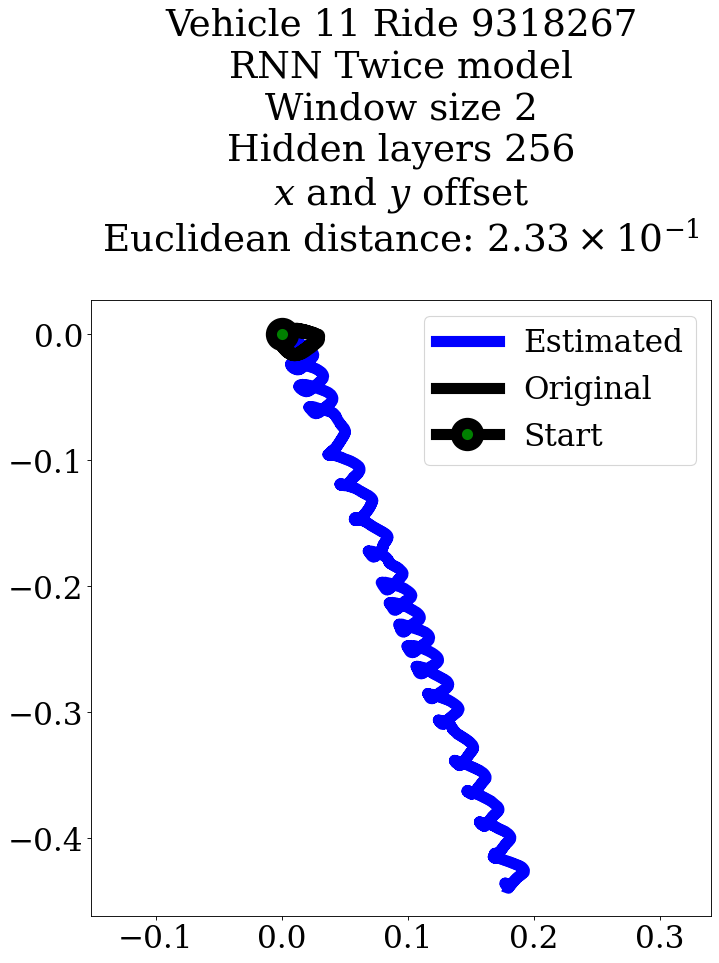 Vehicle 11 Ride 9318267
RNN Twice model
Window size 2
Hidden layers 256
x and y offset
Euclidean distance: 2.33 × 10⁻¹
Estimated
Original
Start
0.0
−0.1
−0.2
−0.3
−0.4
−0.1 0.0 0.1 0.2 0.3